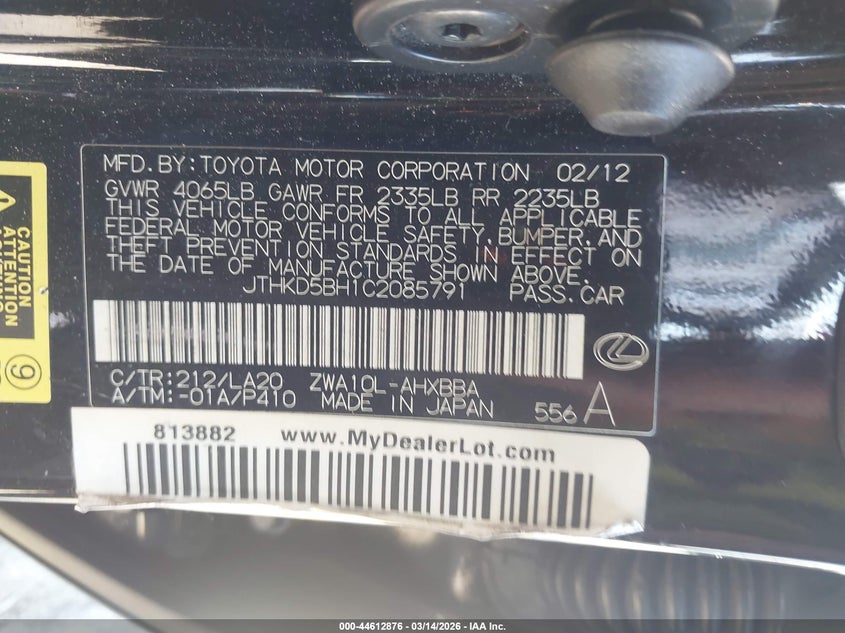 MFD.BY:TOYOTA MOTOR CORPORATION 02/12
GVWR 4065LB GAWR FR 2335LB RR 2235LB
THIS VEHICLE CONFORMS TO ALL APPLICABLE
FEDERAL MOTOR VEHICLE SAFETY,BUMPER,AND
THEFT PREVENTION STANDARDS IN EFFECT ON
THE DATE OF MANUFACTURE SHOWN ABOVE.
JTHKD5BH1C2085791 PASS.CAR
C/TR:212/LA20 ZWA10L-AHXBBA
A/TM:-01A/P410 MADE IN JAPAN 556 A
813882 www.MyDealerLot.com
CAUTION
ATTENTION
9
000-44612876 - 03/14/2026 - IAA Inc.